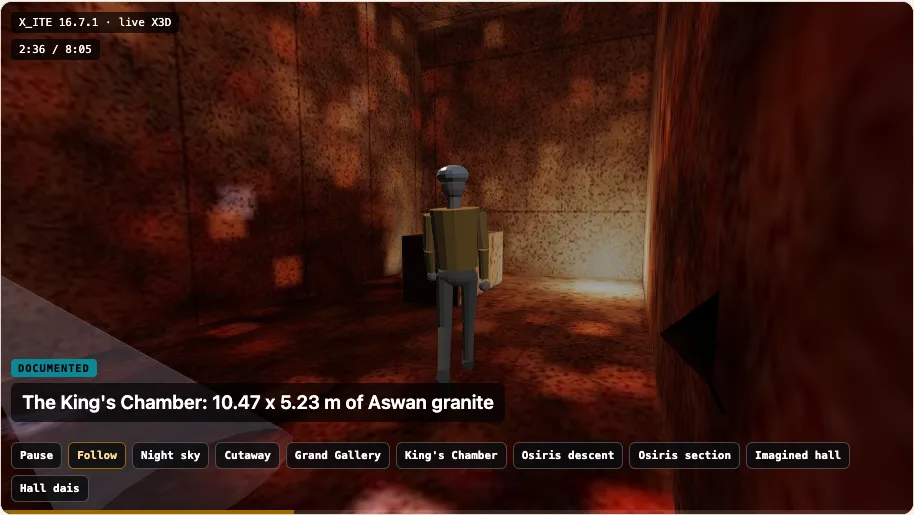 X_ITE 16.7.1 · live X3D
2:36 / 8:05
DOCUMENTED
The King's Chamber: 10.47 x 5.23 m of Aswan granite
Pause Follow Night sky Cutaway Grand Gallery King's Chamber Osiris descent Osiris section Imagined hall
Hall dais